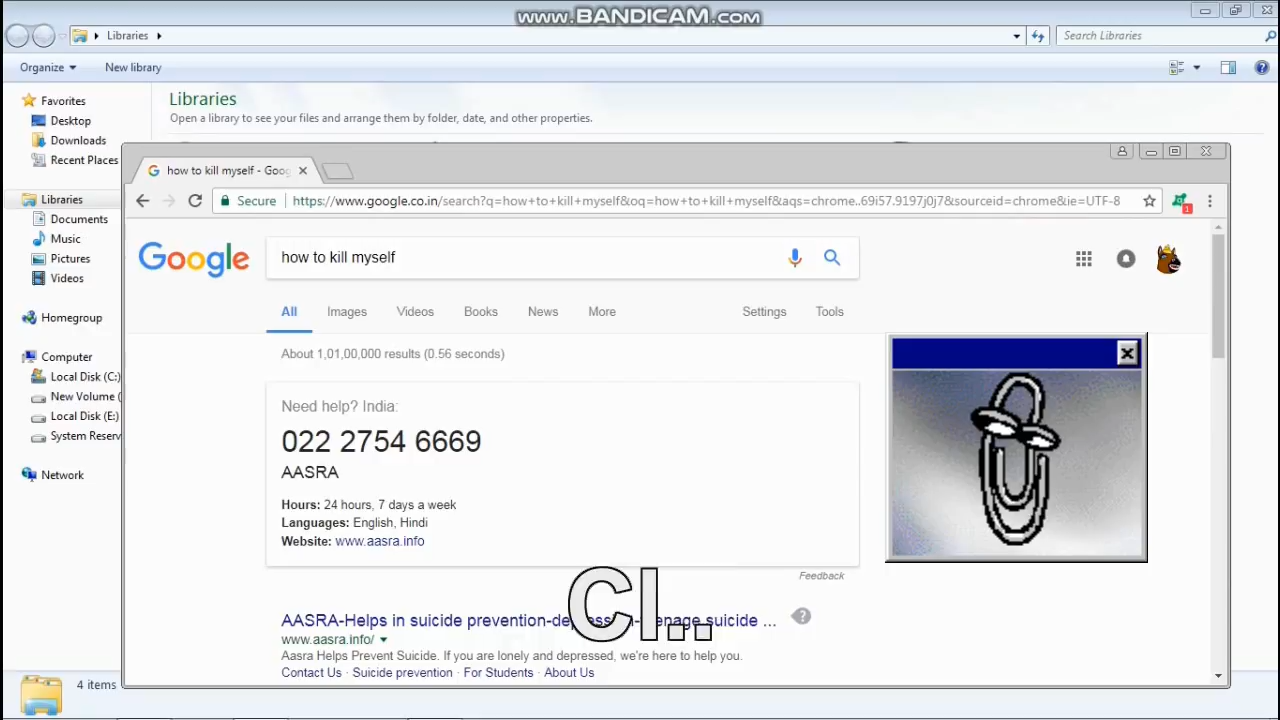 www.BANDICAM.com
Libraries
Search Libraries
Organize
New library
Favorites
Desktop
Downloads
Recent Places
Libraries
Documents
Music
Pictures
Videos
Homegroup
Computer
Local Disk (C:)
New Volume (
Local Disk (E:)
System Reserv
Network
Libraries
Open a library to see your files and arrange them by folder, date, and other properties.
how to kill myself - Goog
Secure
https://www.google.co.in/search?q=how+to+kill+myself&oq=how+to+kill+myself&aqs=chrome..69i57.9197j0j7&sourceid=chrome&ie=UTF-8
1
Google
how to kill myself
All Images Videos Books News More Settings Tools
About 1,01,00,000 results (0.56 seconds)
Need help? India:
022 2754 6669
AASRA
Hours: 24 hours, 7 days a week
Languages: English, Hindi
Website: www.aasra.info
Feedback
Cl..
AASRA-Helps in suicide prevention- suicide ...
www.aasra.info/
Aasra Helps Prevent Suicide. If you are lonely and depressed, we're here to help you.
Contact Us · Suicide prevention · For Students · About Us
4 items